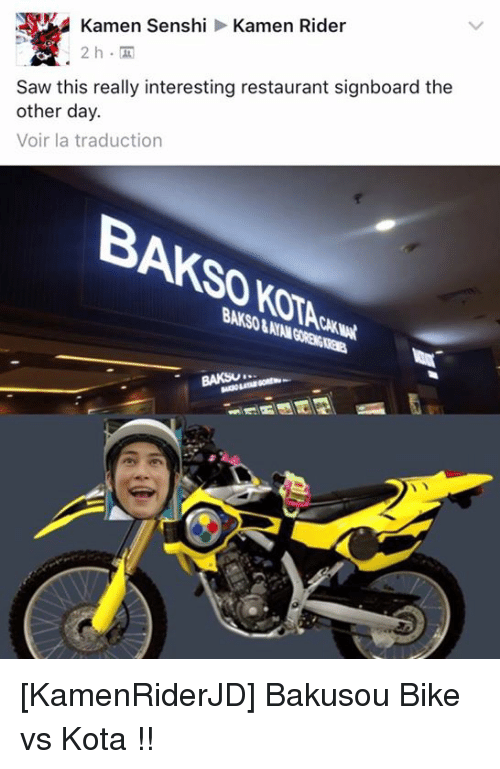 Kamen Senshi ▶ Kamen Rider
2 h ·
Saw this really interesting restaurant signboard the
other day.
Voir la traduction
BAKSO KOTA CAK MAN
BAKSO & AYAM GORENG KREMES
BAKSO
[KamenRiderJD] Bakusou Bike
vs Kota !!